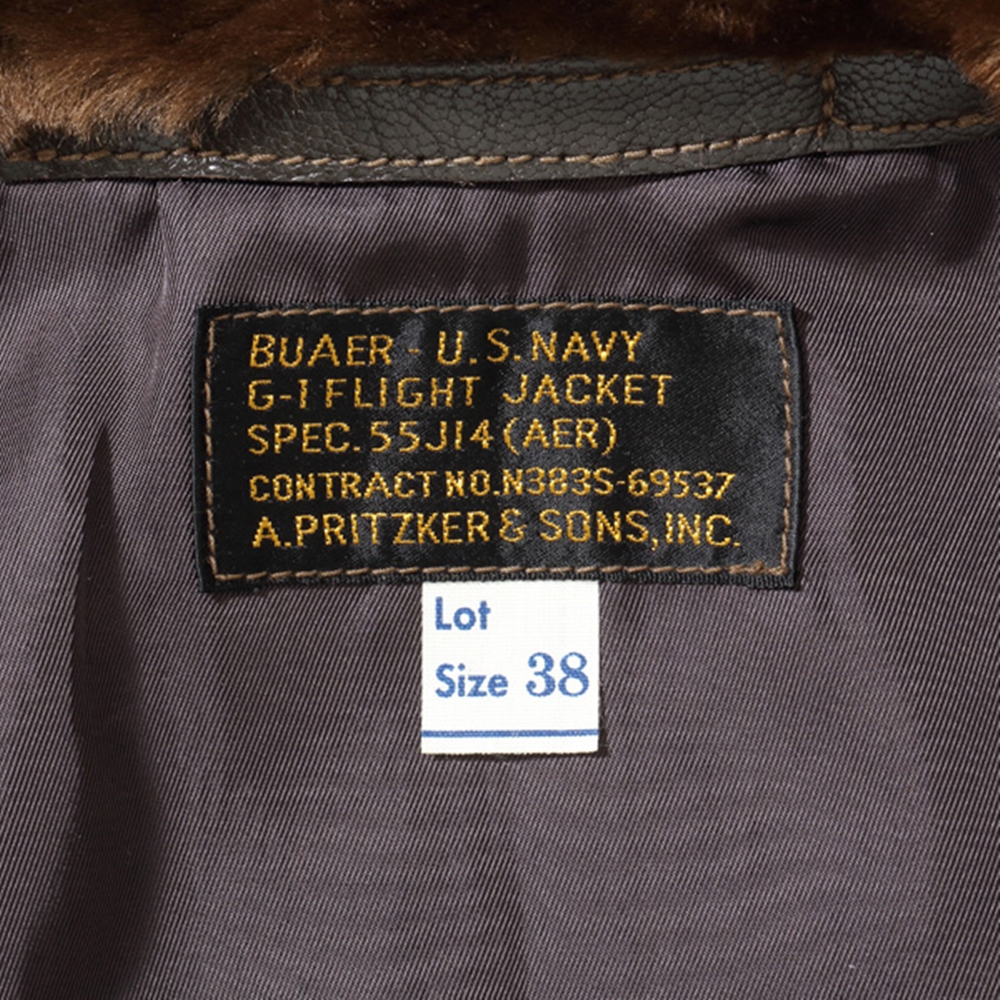 BUAER - U.S. NAVY
G-1 FLIGHT JACKET
SPEC. 55J14 (AER)
CONTRACT NO. N383S-69537
A. PRITZKER & SONS, INC.
Lot
Size 38